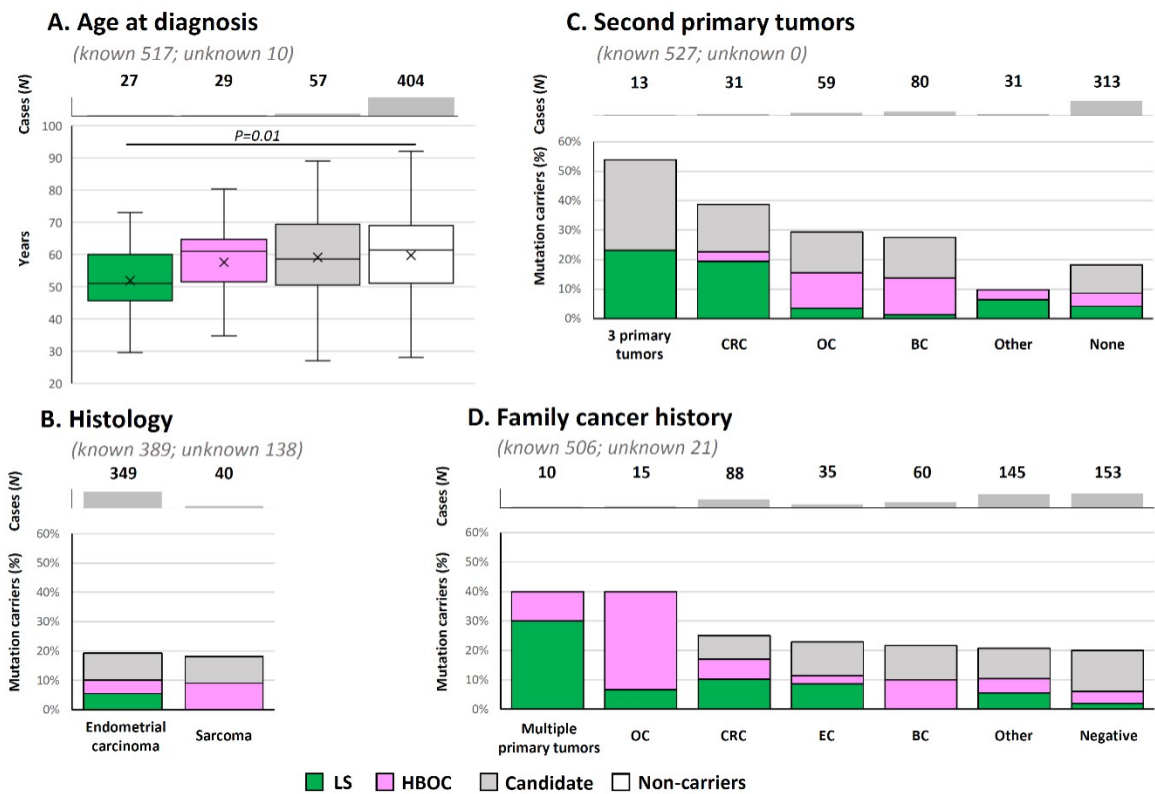 A. Age at diagnosis
(known 517; unknown 10)
Cases (N)
27 29 57 404
P=0.01
Years
100
90
80
70
60
50
40
30
20
C. Second primary tumors
(known 527; unknown 0)
Cases (N)
13 31 59 80 31 313
Mutation carriers (%)
60%
50%
40%
30%
20%
10%
0%
3 primary
tumors
CRC OC BC Other None
B. Histology
(known 389; unknown 138)
Cases (N)
349 40
Mutation carriers (%)
60%
50%
40%
30%
20%
10%
0%
Endometrial
carcinoma
Sarcoma
D. Family cancer history
(known 506; unknown 21)
Cases (N)
10 15 88 35 60 145 153
Mutation carriers (%)
60%
50%
40%
30%
20%
10%
0%
Multiple
primary tumors
OC CRC EC BC Other Negative
LS HBOC Candidate Non-carriers